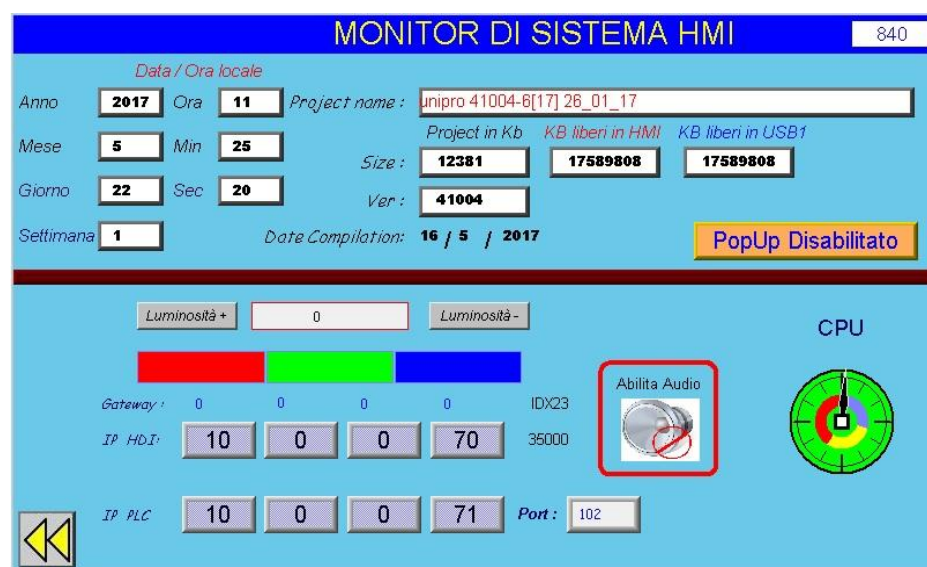 MONITOR DI SISTEMA HMI 840
Data / Ora locale
Anno 2017 Ora 11 Project name : unipro 41004-6[17] 26_01_17
Project in Kb KB liberi in HMI KB liberi in USB1
Mese 5 Min 25 Size : 12381 17589808 17589808
Giorno 22 Sec 20 Ver : 41004
Settimana 1 Date Compilation: 16 / 5 / 2017 PopUp Disabilitato
Luminosità + 0 Luminosità -
CPU
Abilita Audio
Gateway : 0 0 0 0 IDX23
IP HDI: 10 0 0 70 35000
IP PLC 10 0 0 71 Port : 102